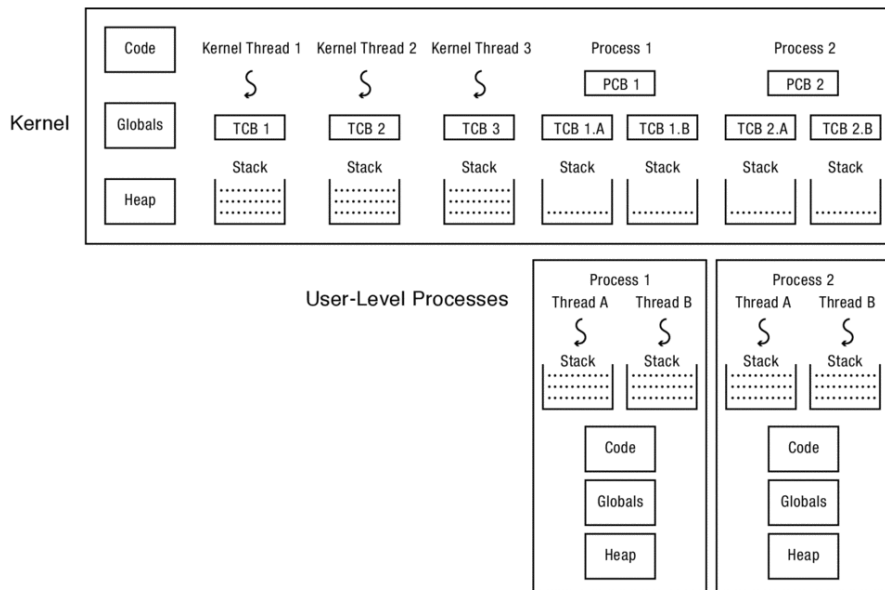 Code
Kernel Thread 1 Kernel Thread 2 Kernel Thread 3 Process 1 Process 2
PCB 1 PCB 2
Kernel
Globals
TCB 1 TCB 2 TCB 3 TCB 1.A TCB 1.B TCB 2.A TCB 2.B
Stack Stack Stack Stack Stack Stack Stack
Heap
User-Level Processes
Process 1
Thread A Thread B
Stack Stack
Code
Globals
Heap
Process 2
Thread A Thread B
Stack Stack
Code
Globals
Heap